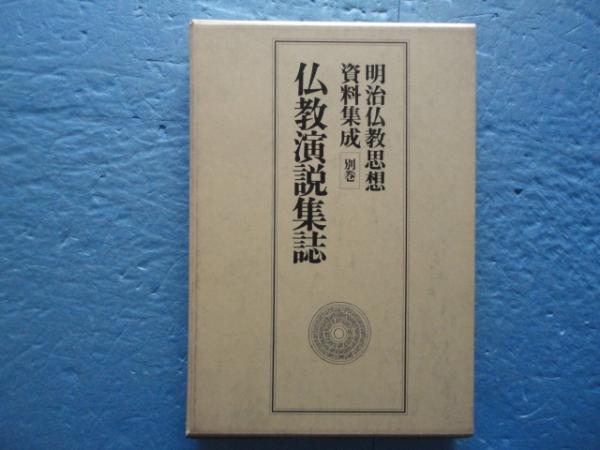 明治仏教思想
資料集成 別巻
仏教演説集誌